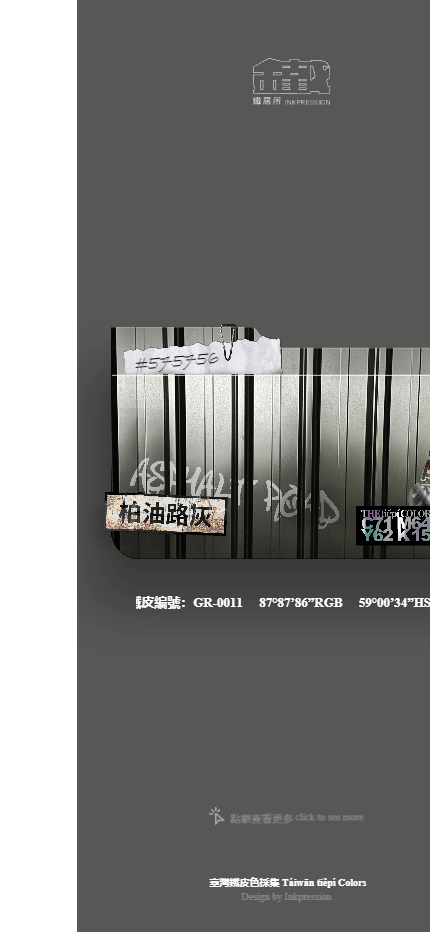 鐵居所 INKPRESSION
#575756
ASPHALT ROAD
柏油路灰
THE tiěpí COLOR
C71 M64
Y62 K15
鐵皮編號: GR-0011 87°87’86”RGB 59°00’34”HS
點擊查看更多 click to see more
臺灣鐵皮色採集 Tâiwân tiěpí Colors
Design by Inkpression